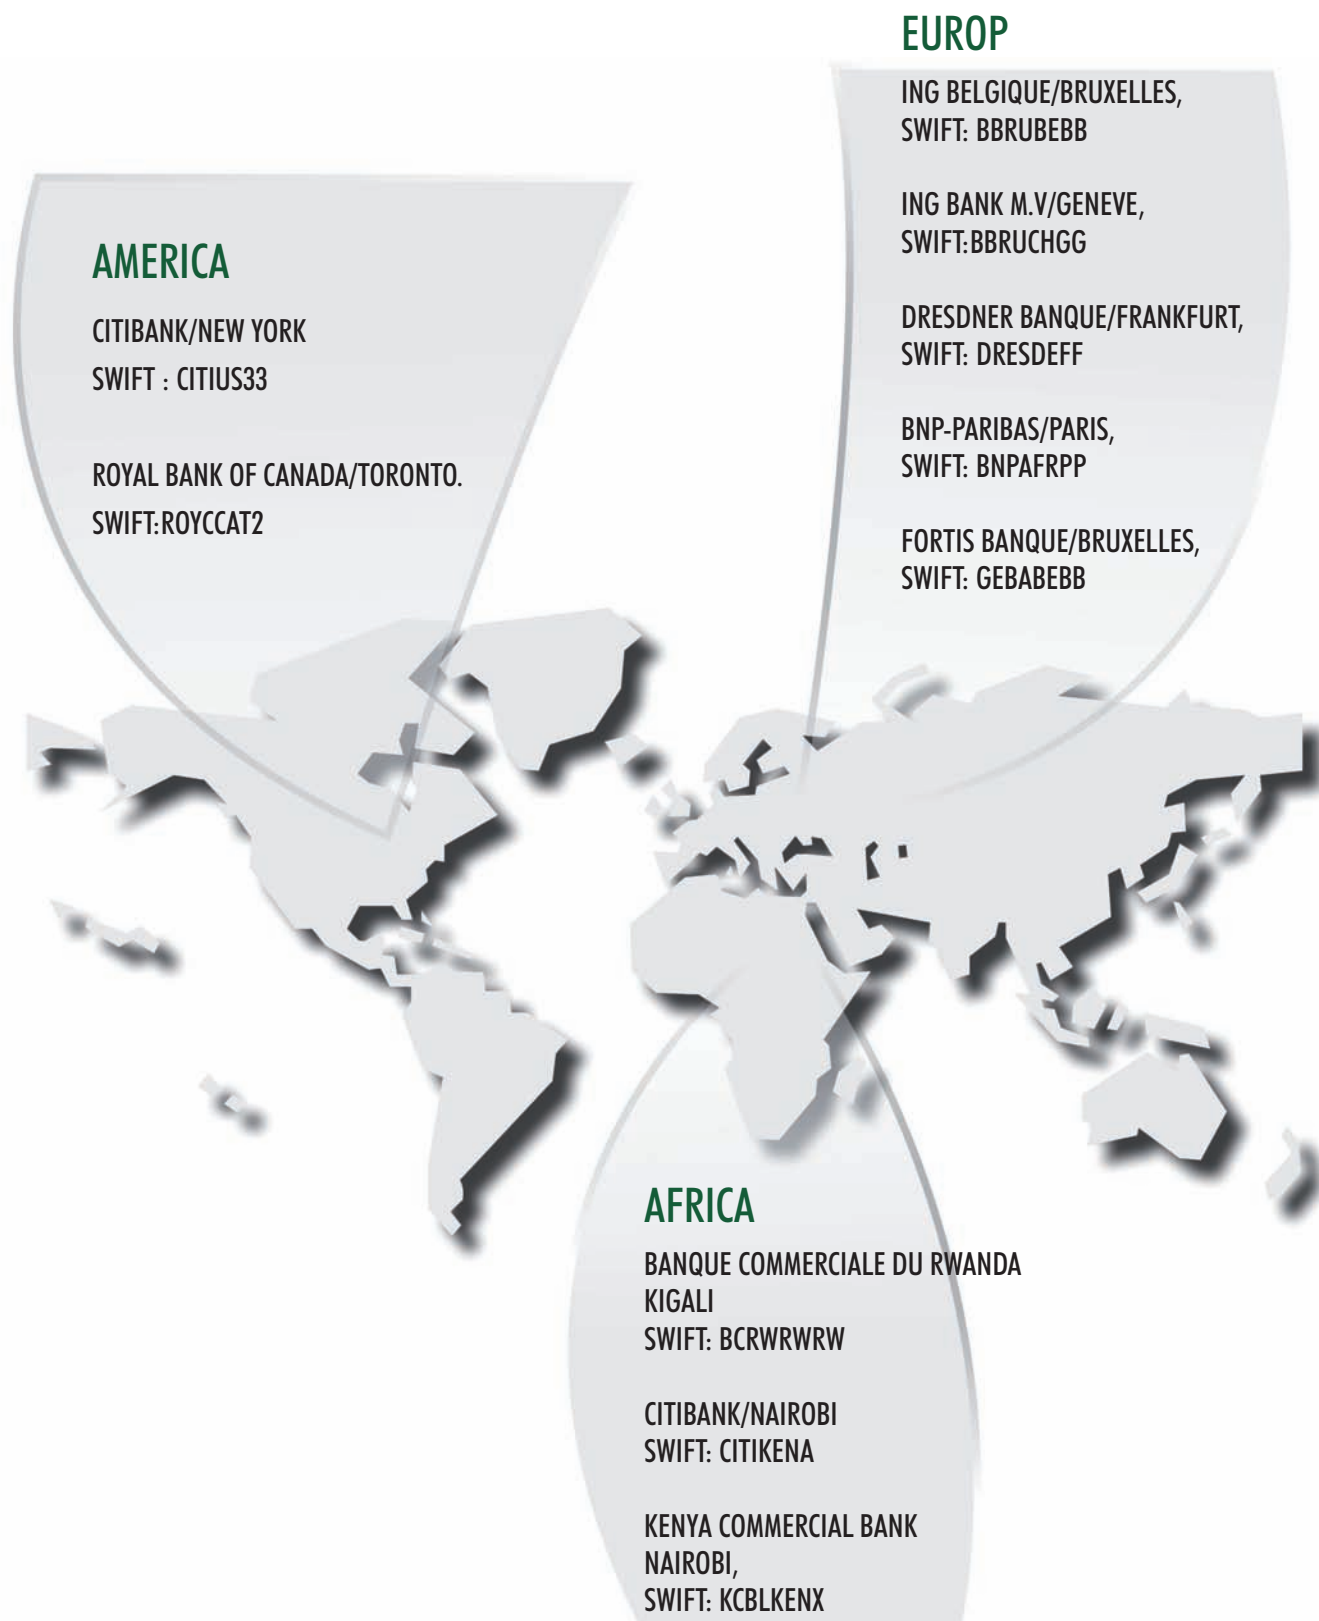 EUROP
ING BELGIQUE/BRUXELLES,
SWIFT: BBRUBEBB
ING BANK M.V/GENEVE,
SWIFT:BBRUCHGG
DRESDNER BANQUE/FRANKFURT,
SWIFT: DRESDEFF
BNP-PARIBAS/PARIS,
SWIFT: BNPAFRPP
FORTIS BANQUE/BRUXELLES,
SWIFT: GEBABEBB
AMERICA
CITIBANK/NEW YORK
SWIFT : CITIUS33
ROYAL BANK OF CANADA/TORONTO.
SWIFT:ROYCCAT2
AFRICA
BANQUE COMMERCIALE DU RWANDA
KIGALI
SWIFT: BCRWRWRW
CITIBANK/NAIROBI
SWIFT: CITIKENA
KENYA COMMERCIAL BANK
NAIROBI,
SWIFT: KCBLKENX